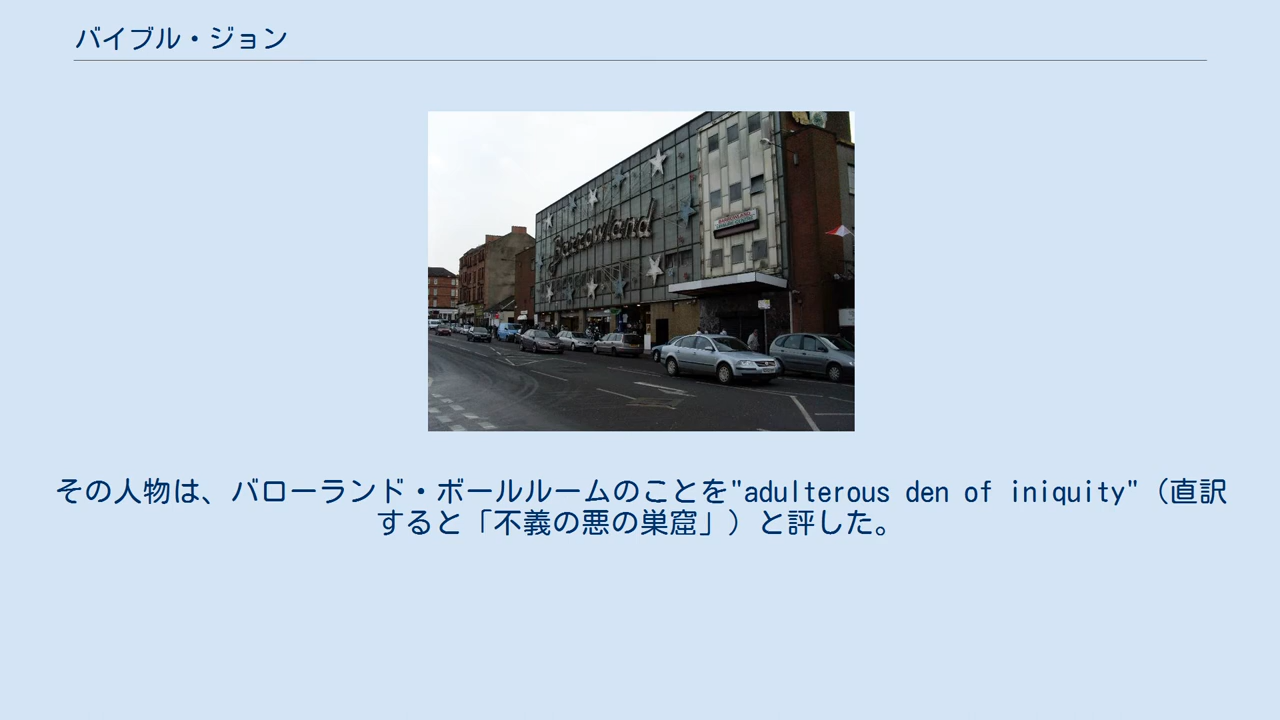 バイブル・ジョン
Barrowland
その人物は、バローランド・ボールルームのことを"adulterous den of iniquity"（直訳
すると「不義の悪の巣窟」）と評した。